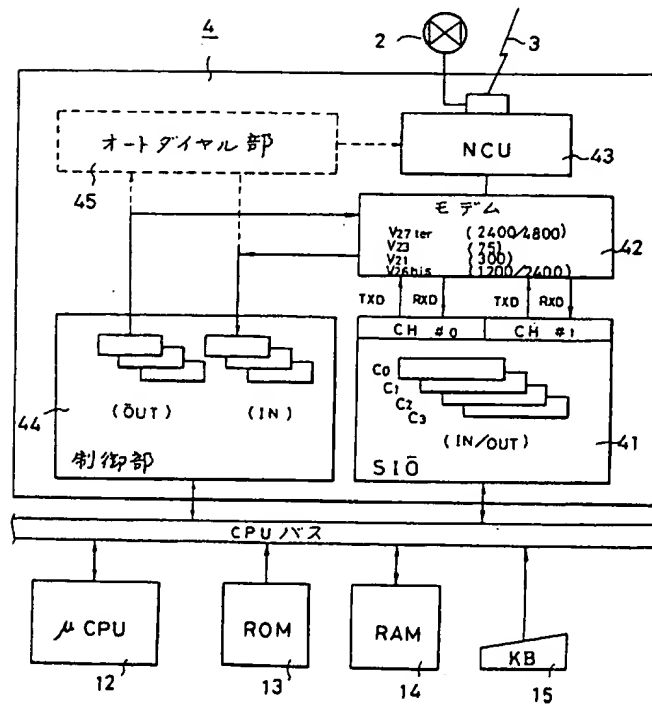 4
2
3
オートダイヤル部
45
NCU
43
モデム
V27ter (2400/4800)
V23 (75)
V21 (300)
V26bis (1200/2400)
42
TXD RXD TXD RXD
CH #0 CH #1
C0
C1
C2
C3
(OUT) (IN)
(IN/OUT)
44
制御部
SIO
41
CPUバス
μCPU
ROM
RAM
KB
12
13
14
15